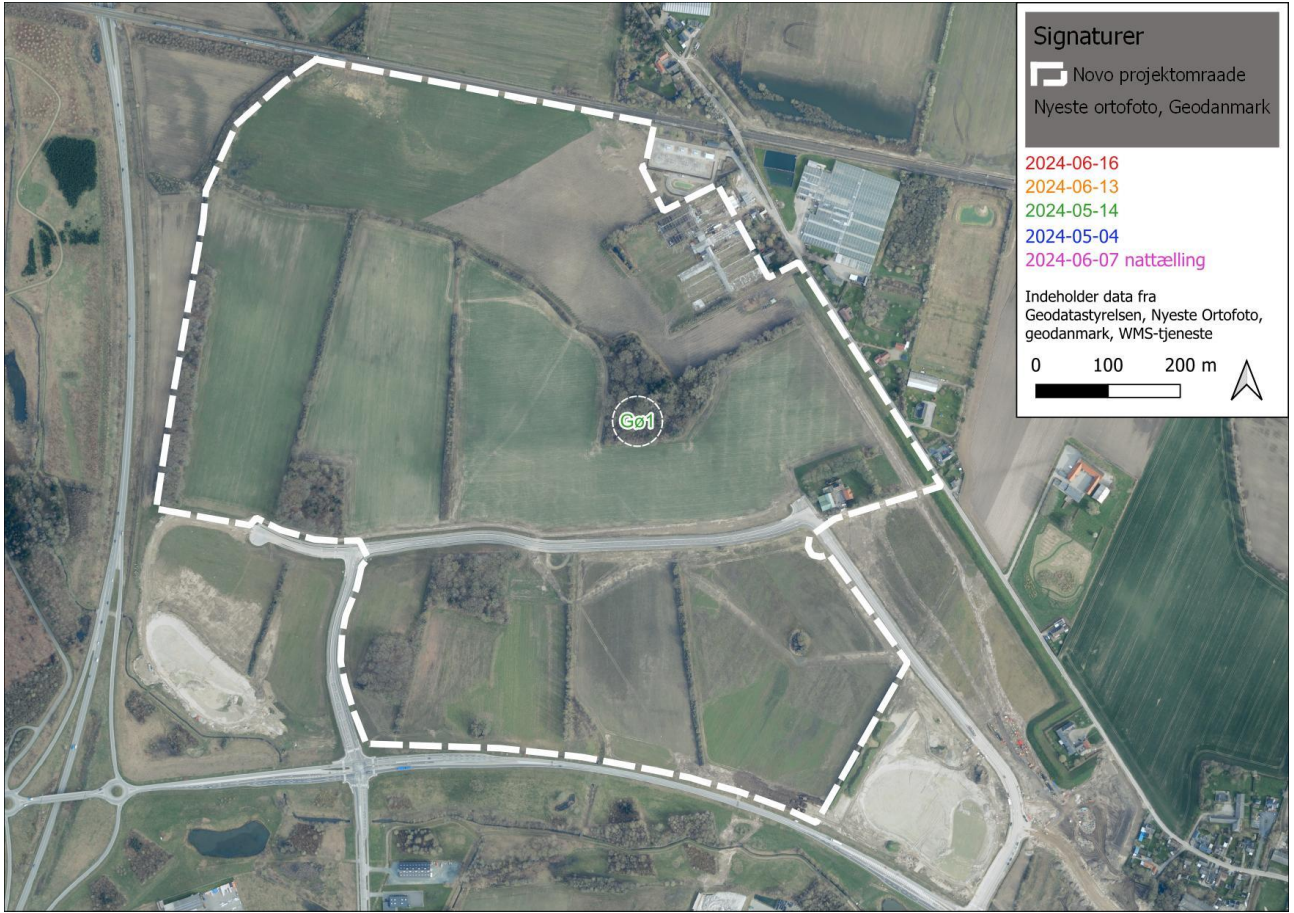 Signaturer
Novo projektomraade
Nyeste ortofoto, Geodanmark
2024-06-16
2024-06-13
2024-05-14
2024-05-04
2024-06-07 nattælling
Indeholder data fra
Geodatastyrelsen, Nyeste Ortofoto,
geodanmark, WMS-tjeneste
0 100 200 m
Gø1